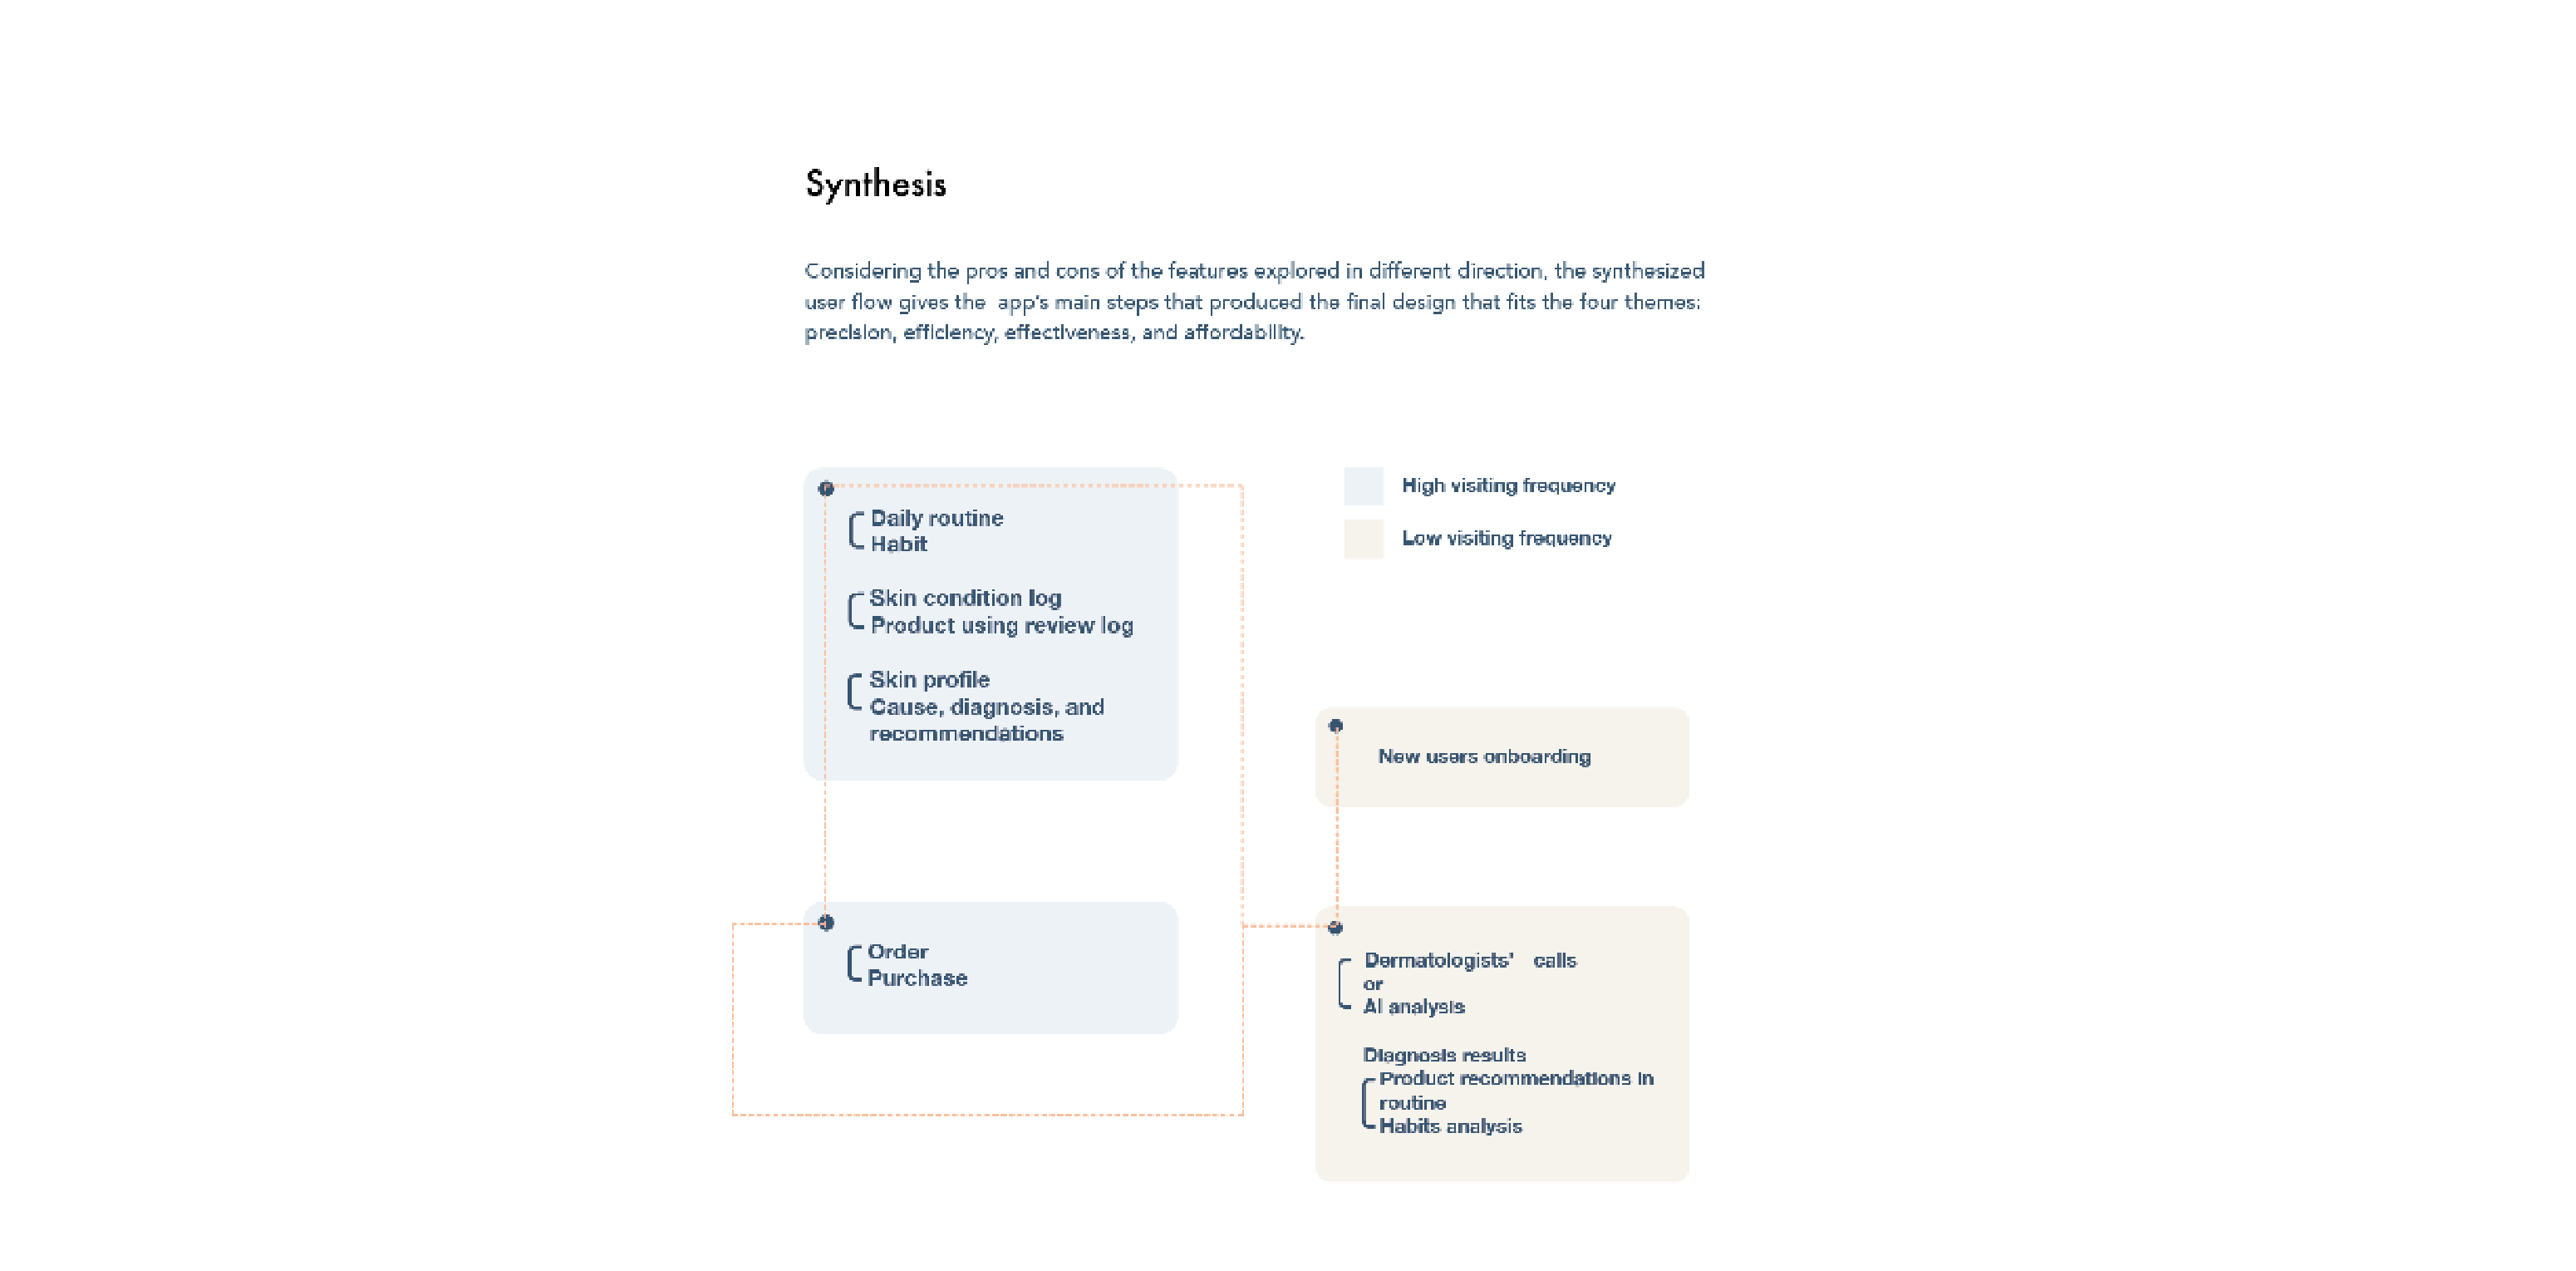 Synthesis
Considering the pros and cons of the features explored in different direction, the synthesized
user flow gives the app's main steps that produced the final design that fits the four themes:
precision, efficiency, effectiveness, and affordability.
Daily routine
Habit
Skin condition log
Product using review log
Skin profile
Cause, diagnosis, and
recommendations
Order
Purchase
High visiting frequency
Low visiting frequency
New users onboarding
Dermatologists' calls
or
AI analysis
Diagnosis results
Product recommendations in
routine
Habits analysis